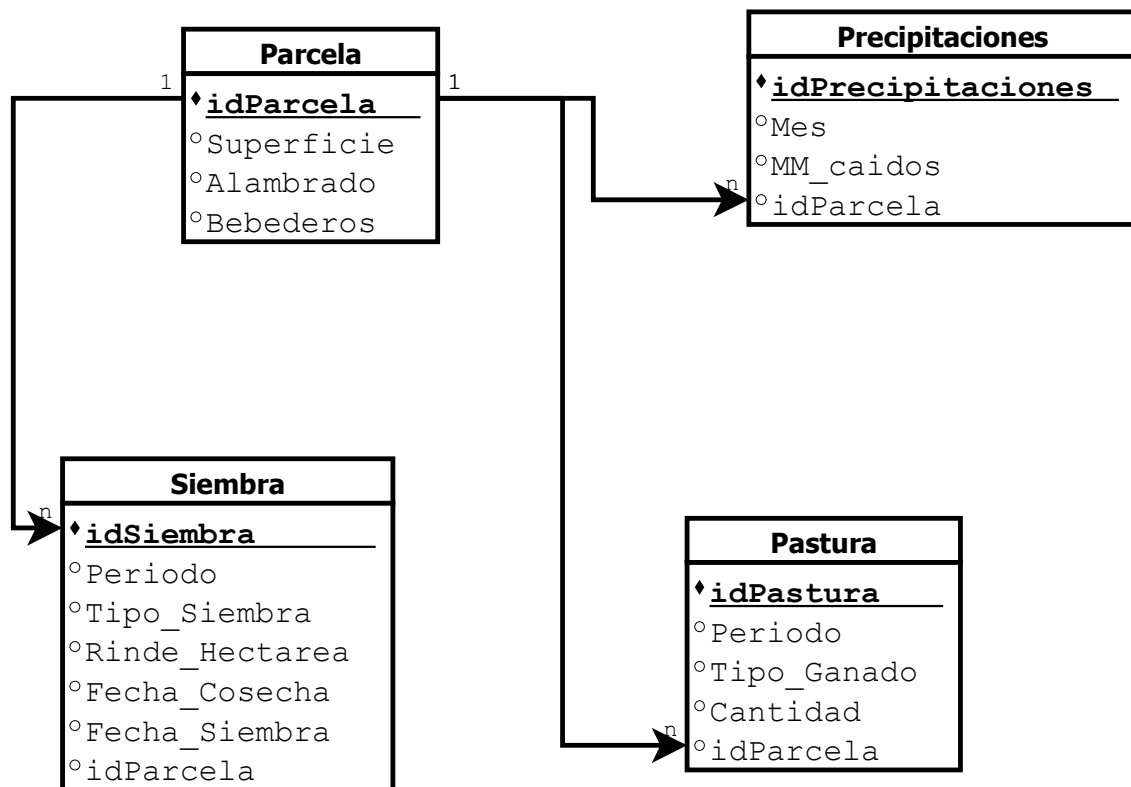 Parcela
idParcela
Superficie
Alambrado
Bebederos
1
1
Precipitaciones
idPrecipitaciones
Mes
MM_caidos
idParcela
n
Siembra
idSiembra
Periodo
Tipo_Siembra
Rinde_Hectarea
Fecha_Cosecha
Fecha_Siembra
idParcela
n
Pastura
idPastura
Periodo
Tipo_Ganado
Cantidad
idParcela
n